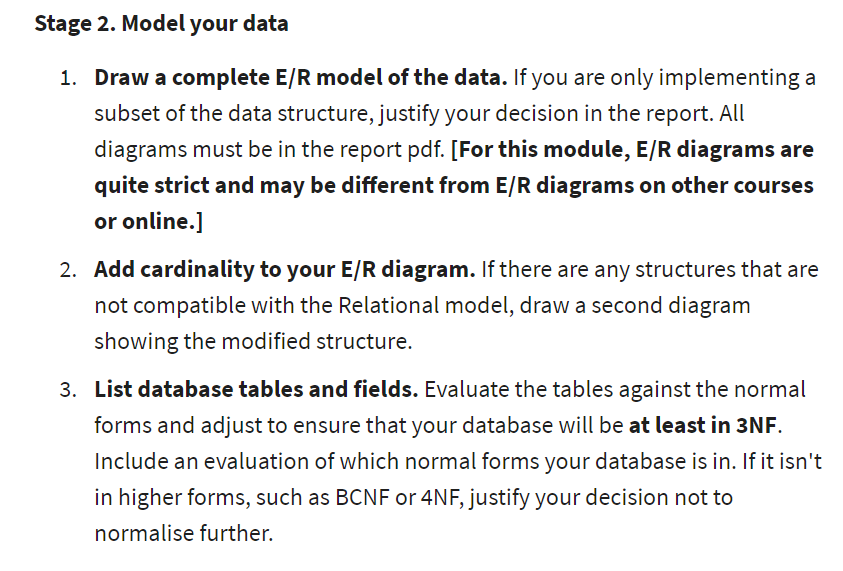 Stage 2. Model your data
1. Draw a complete E/R model of the data. If you are only implementing a
subset of the data structure, justify your decision in the report. All
diagrams must be in the report pdf. [For this module, E/R diagrams are
quite strict and may be different from E/R diagrams on other courses
or online.]
2. Add cardinality to your E/R diagram. If there are any structures that are
not compatible with the Relational model, draw a second diagram
showing the modified structure.
3. List database tables and fields. Evaluate the tables against the normal
forms and adjust to ensure that your database will be at least in 3NF.
Include an evaluation of which normal forms your database is in. If it isn't
in higher forms, such as BCNF or 4NF, justify your decision not to
normalise further.